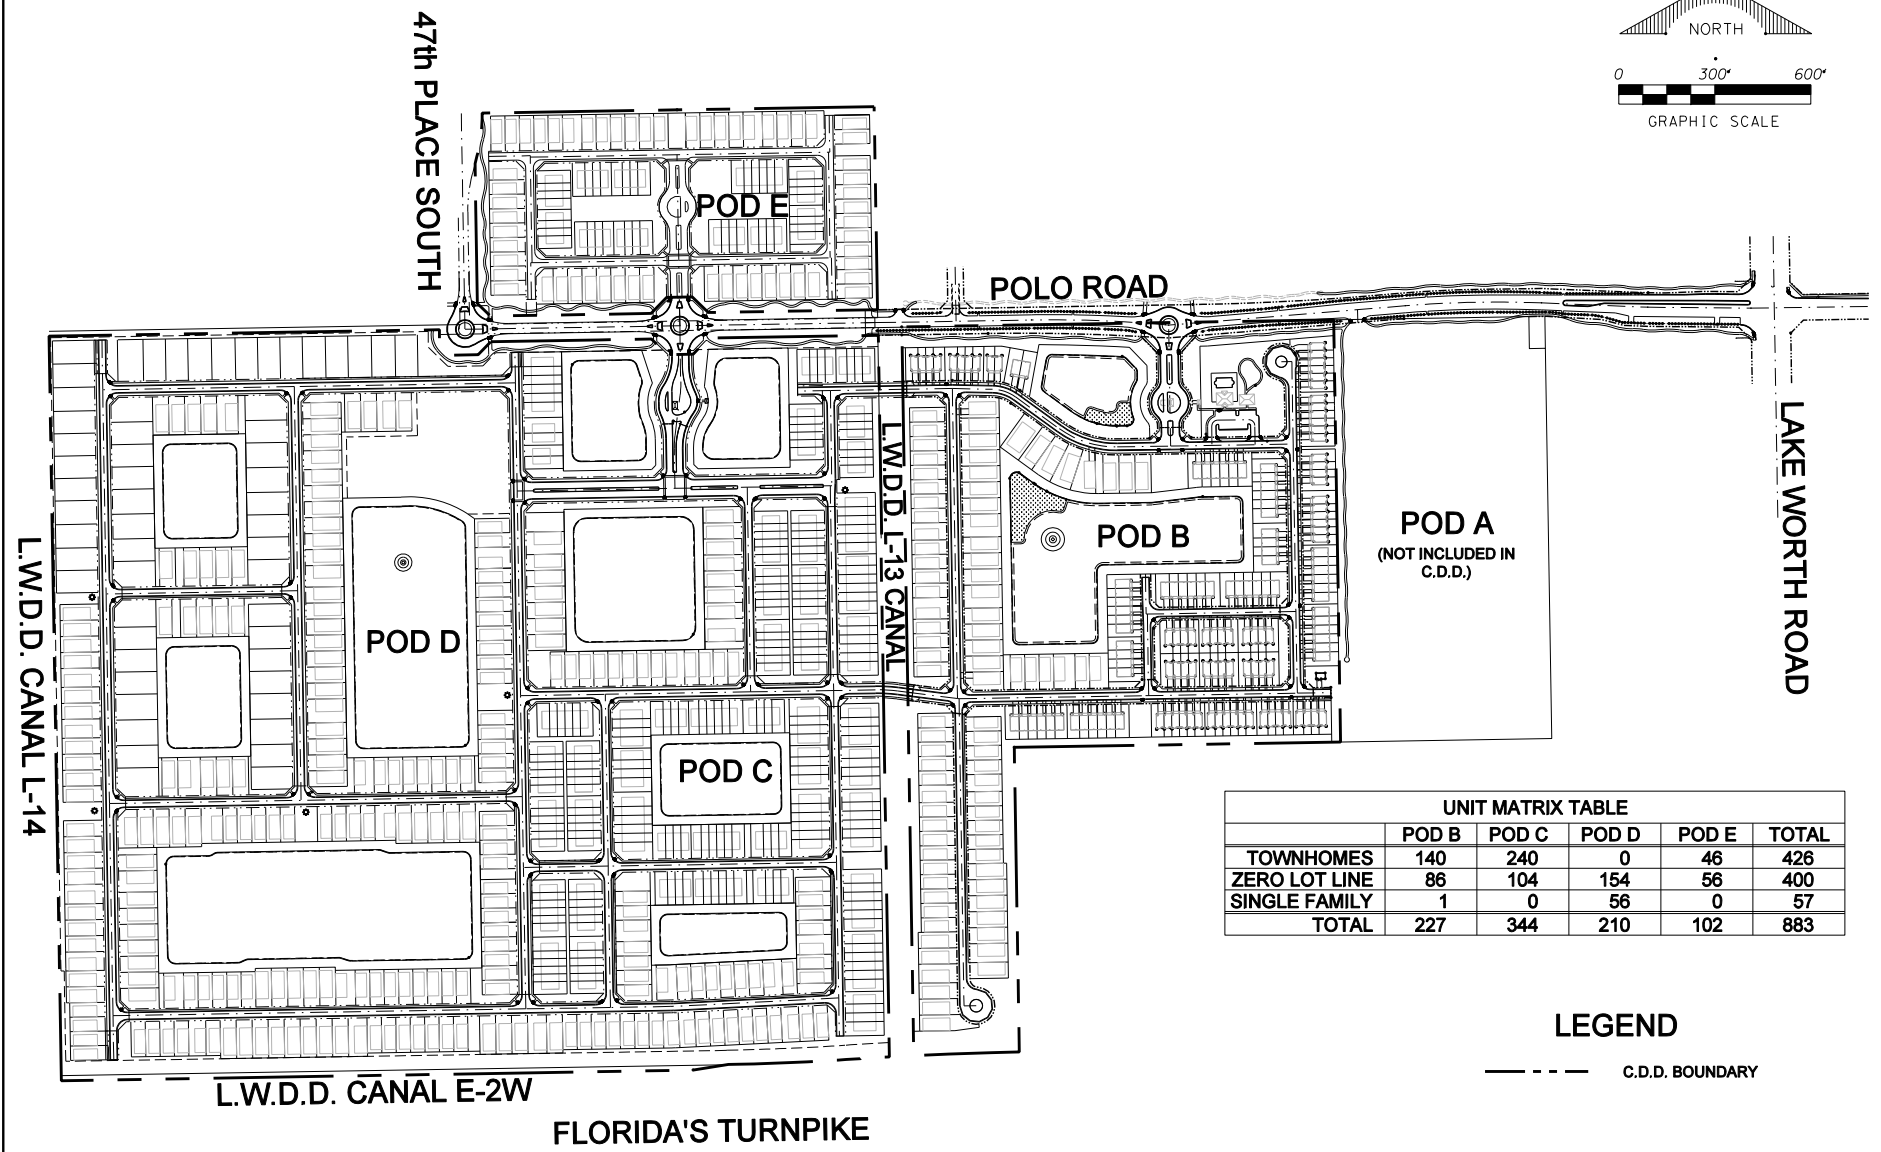 NORTH
0 300' 600'
GRAPHIC SCALE
47th PLACE SOUTH
POD E
POLO ROAD
L.W.D.D. L-13 CANAL
LAKE WORTH ROAD
POD A
(NOT INCLUDED IN
C.D.D.)
POD B
L.W.D.D. CANAL L-14
POD D
POD C
UNIT MATRIX TABLE
POD B POD C POD D POD E TOTAL
TOWNHOMES 140 240 0 46 426
ZERO LOT LINE 86 104 154 56 400
SINGLE FAMILY 1 0 56 0 57
TOTAL 227 344 210 102 883
LEGEND
C.D.D. BOUNDARY
L.W.D.D. CANAL E-2W
FLORIDA'S TURNPIKE